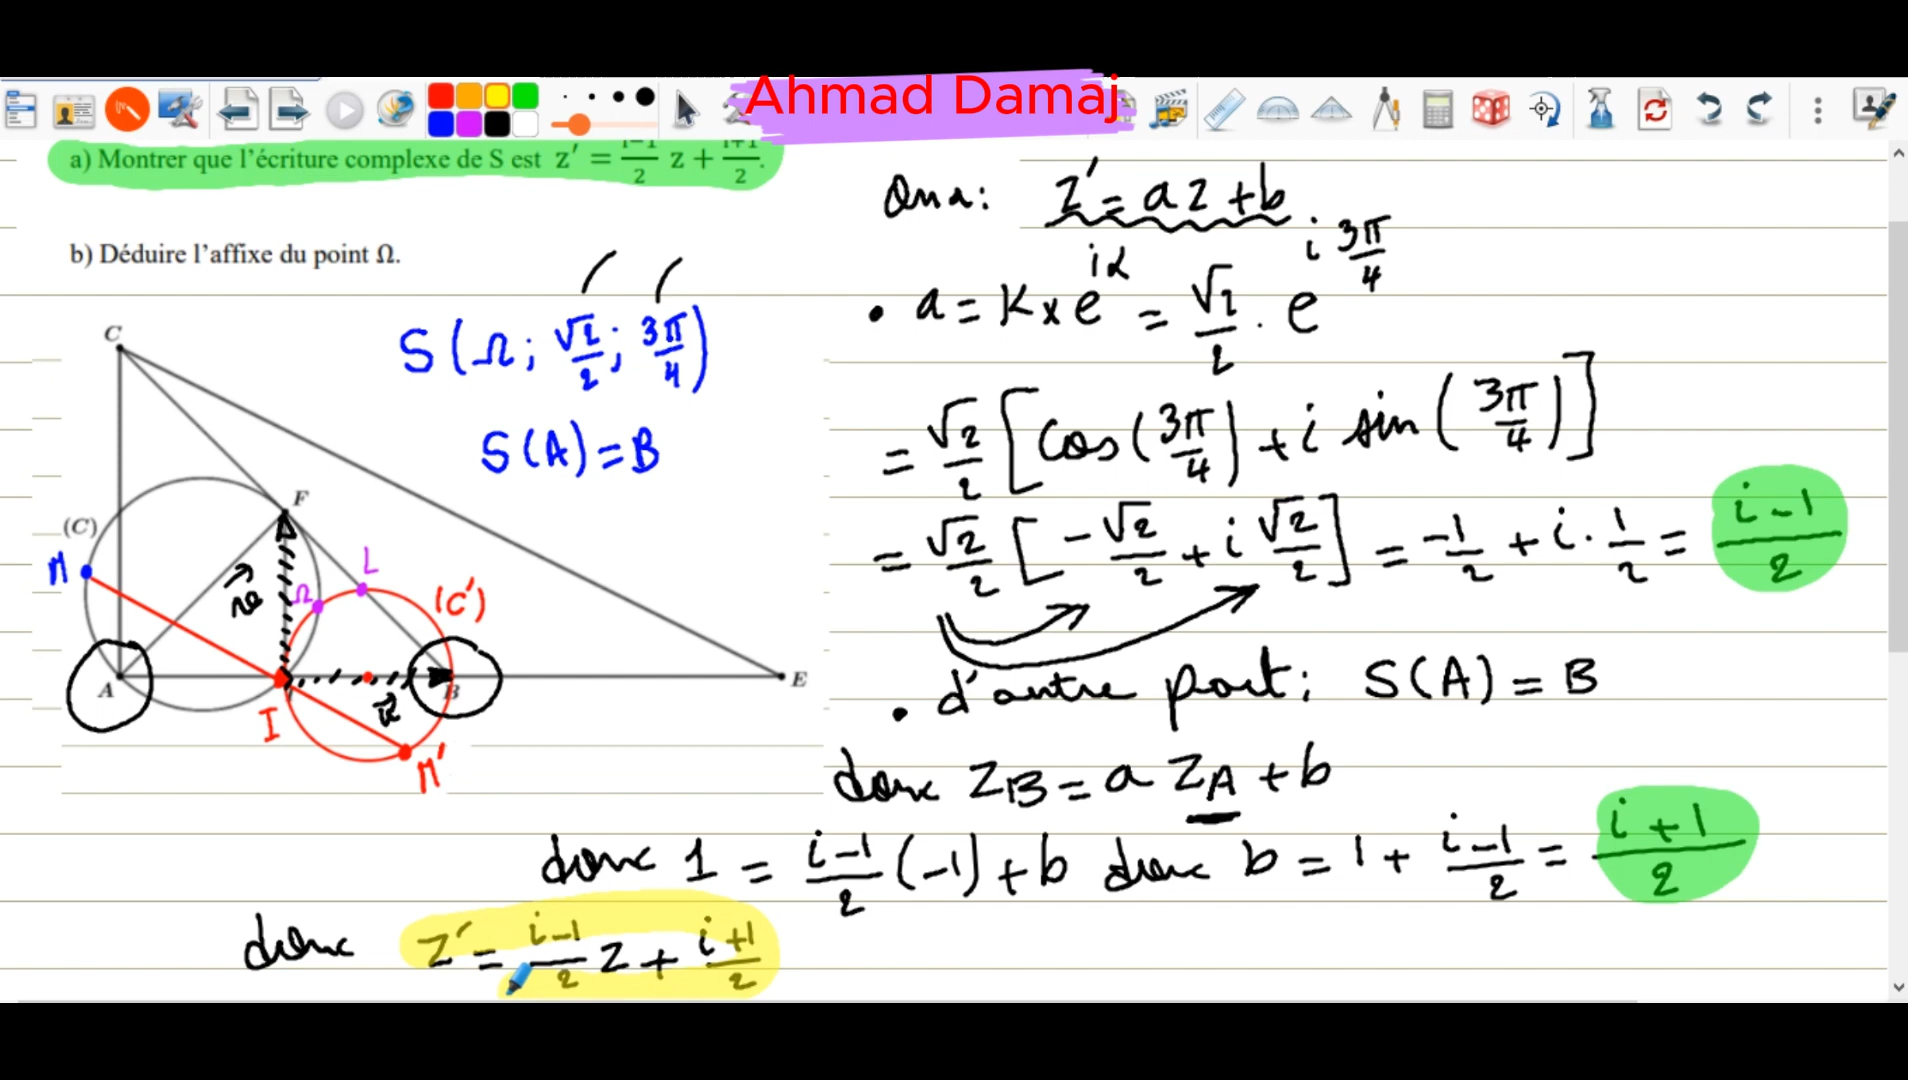 Ahmad Damaj
a) Montrer que l'écriture complexe de S est z' = i−1/2 z + i+1/2.
b) Déduire l'affixe du point Ω.
S(Ω; √2/2; 3π/4)
S(A) = B
C
F
(C)
M
L
Ω
(C')
A
I
B
E
M'
On a: z' = az + b
• a = K × e^iα = √2/2 . e^i3π/4
= √2/2 [cos(3π/4) + i sin(3π/4)]
= √2/2 [−√2/2 + i √2/2] = −1/2 + i . 1/2 = i−1/2
• d'autre part: S(A) = B
donc ZB = a ZA + b
donc 1 = i−1/2 (−1) + b donc b = 1 + i−1/2 = i+1/2
donc z' = i−1/2 z + i+1/2